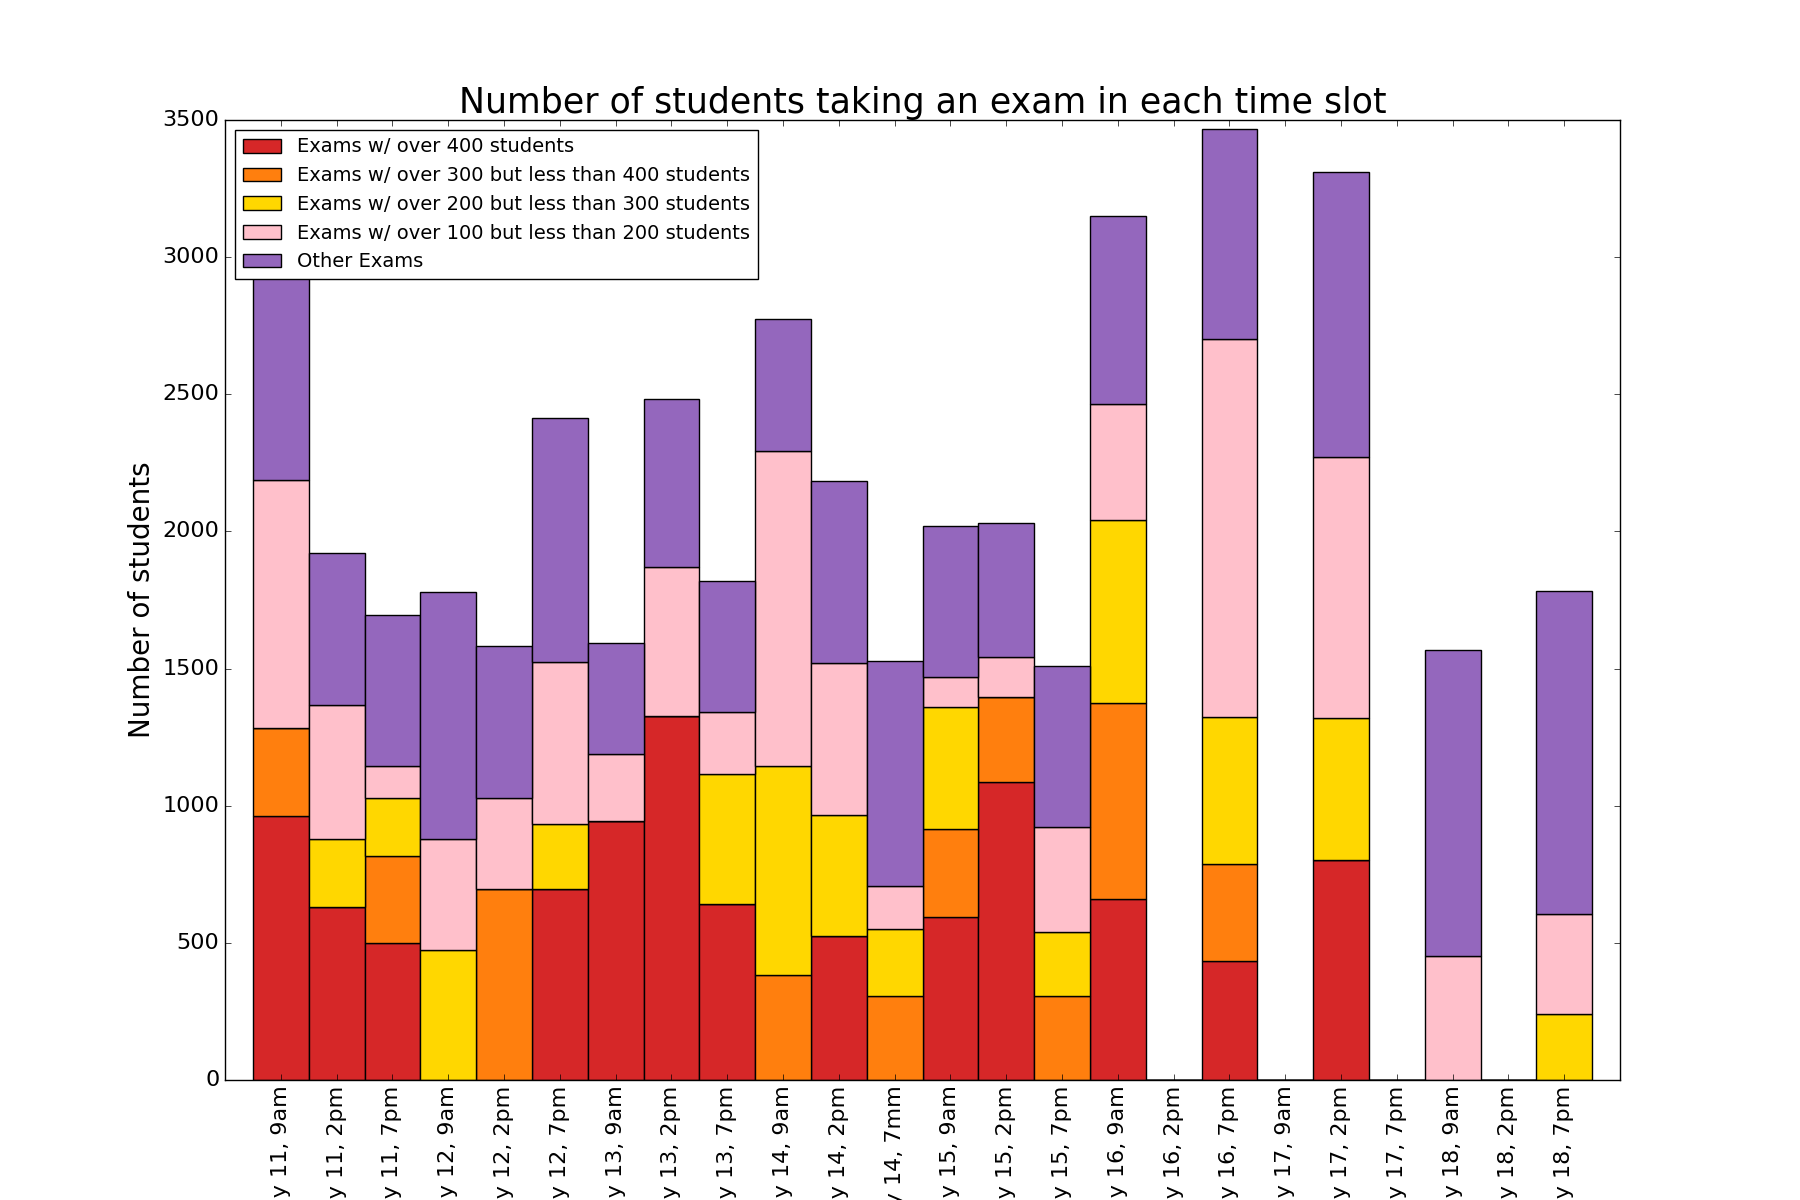 Number of students taking an exam in each time slot
Exams w/ over 400 students
Exams w/ over 300 but less than 400 students
Exams w/ over 200 but less than 300 students
Exams w/ over 100 but less than 200 students
Other Exams
Number of students
3500
3000
2500
2000
1500
1000
500
0
y 11, 9am
y 11, 2pm
y 11, 7pm
y 12, 9am
y 12, 2pm
y 12, 7pm
y 13, 9am
y 13, 2pm
y 13, 7pm
y 14, 9am
y 14, 2pm
y 14, 7mm
y 15, 9am
y 15, 2pm
y 15, 7pm
y 16, 9am
y 16, 2pm
y 16, 7pm
y 17, 9am
y 17, 2pm
y 17, 7pm
y 18, 9am
y 18, 2pm
y 18, 7pm